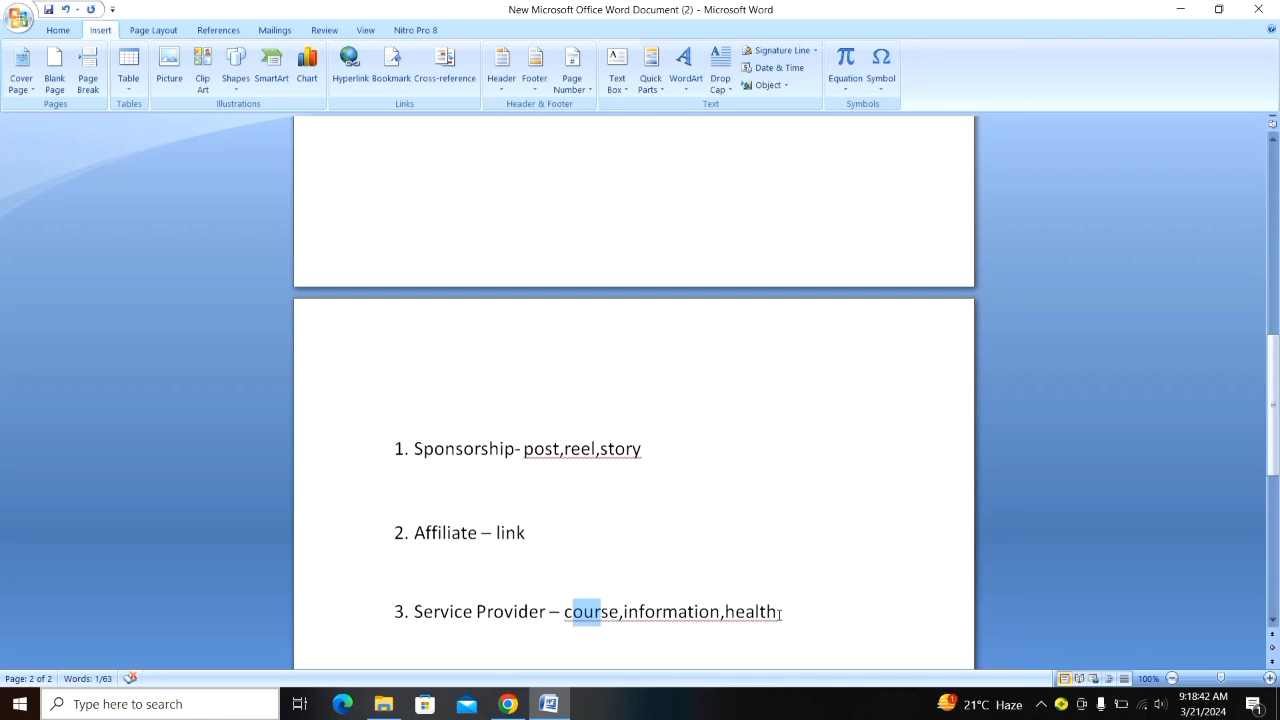 New Microsoft Office Word Document (2) - Microsoft Word
Home Insert Page Layout References Mailings Review View Nitro Pro 8
Cover Page Blank Page Page Break Table Picture Clip Art Shapes SmartArt Chart Hyperlink Bookmark Cross-reference Header Footer Page Number Text Box Quick Parts WordArt Drop Cap Signature Line Date & Time Object Equation Symbol
Pages Tables Illustrations Links Header & Footer Text Symbols
1. Sponsorship- post,reel,story
2. Affiliate – link
3. Service Provider – course,information,health
Page: 2 of 2 Words: 1/63 100%
Type here to search 21°C Haze 9:18:42 AM
3/21/2024